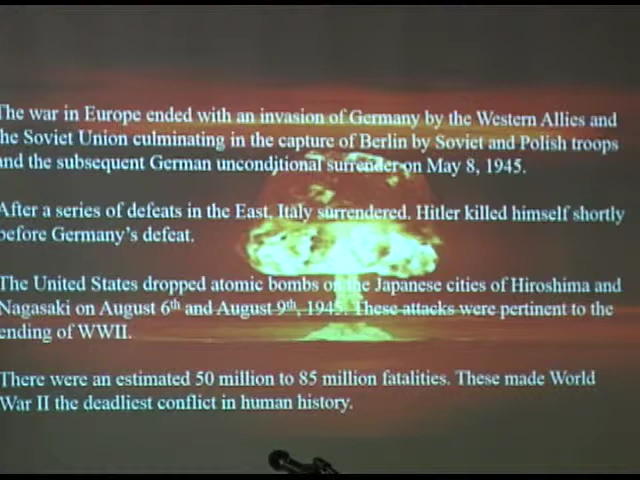 The war in Europe ended with an invasion of Germany by the Western Allies and
the Soviet Union culminating in the capture of Berlin by Soviet and Polish troops
and the subsequent German unconditional surrender on May 8, 1945.
After a series of defeats in the East, Italy surrendered. Hitler killed himself shortly
before Germany's defeat.
The United States dropped atomic bombs on the Japanese cities of Hiroshima and
Nagasaki on August 6th and August 9th, 1945. These attacks were pertinent to the
ending of WWII.
There were an estimated 50 million to 85 million fatalities. These made World
War II the deadliest conflict in human history.